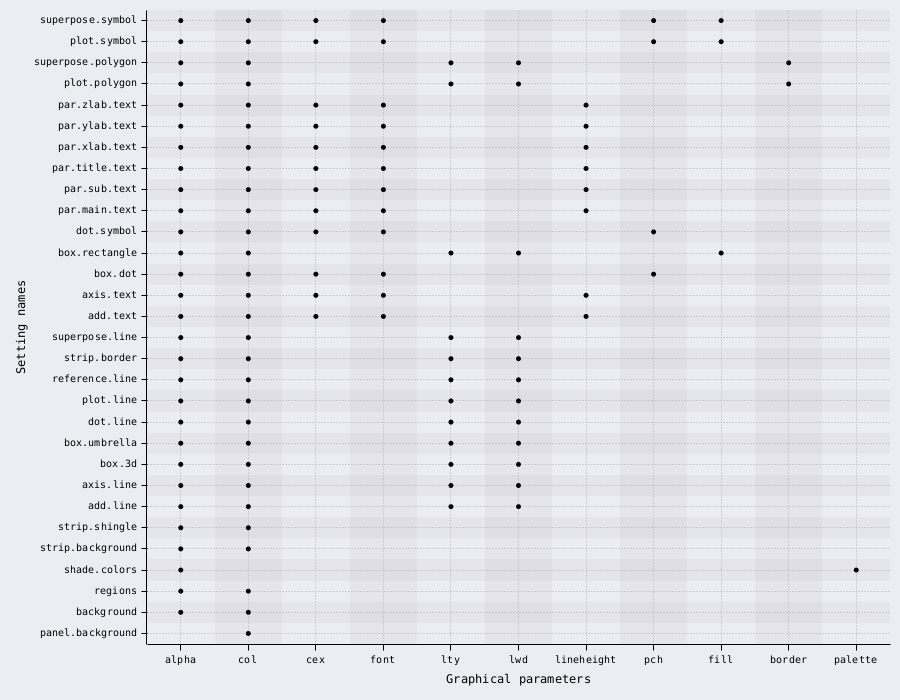 superpose.symbol
plot.symbol
superpose.polygon
plot.polygon
par.zlab.text
par.ylab.text
par.xlab.text
par.title.text
par.sub.text
par.main.text
dot.symbol
box.rectangle
box.dot
axis.text
add.text
superpose.line
strip.border
reference.line
plot.line
dot.line
box.umbrella
box.3d
axis.line
add.line
strip.shingle
strip.background
shade.colors
regions
background
panel.background
Setting names
alpha col cex font lty lwd lineheight pch fill border palette
Graphical parameters